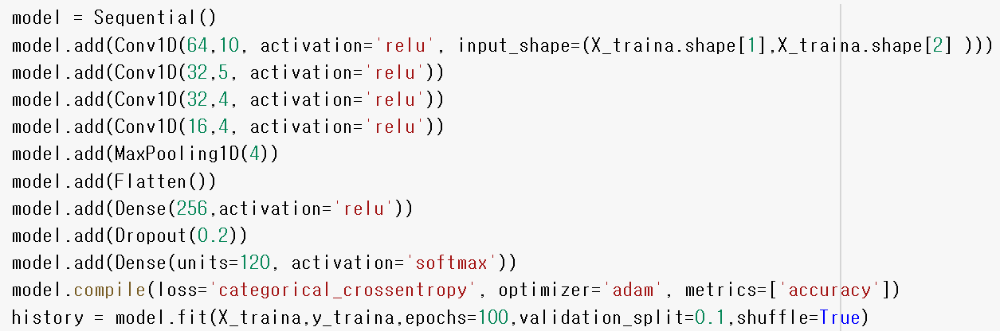 model = Sequential()
model.add(Conv1D(64,10, activation='relu', input_shape=(X_traina.shape[1],X_traina.shape[2] )))
model.add(Conv1D(32,5, activation='relu'))
model.add(Conv1D(32,4, activation='relu'))
model.add(Conv1D(16,4, activation='relu'))
model.add(MaxPooling1D(4))
model.add(Flatten())
model.add(Dense(256,activation='relu'))
model.add(Dropout(0.2))
model.add(Dense(units=120, activation='softmax'))
model.compile(loss='categorical_crossentropy', optimizer='adam', metrics=['accuracy'])
history = model.fit(X_traina,y_traina,epochs=100,validation_split=0.1,shuffle=True)